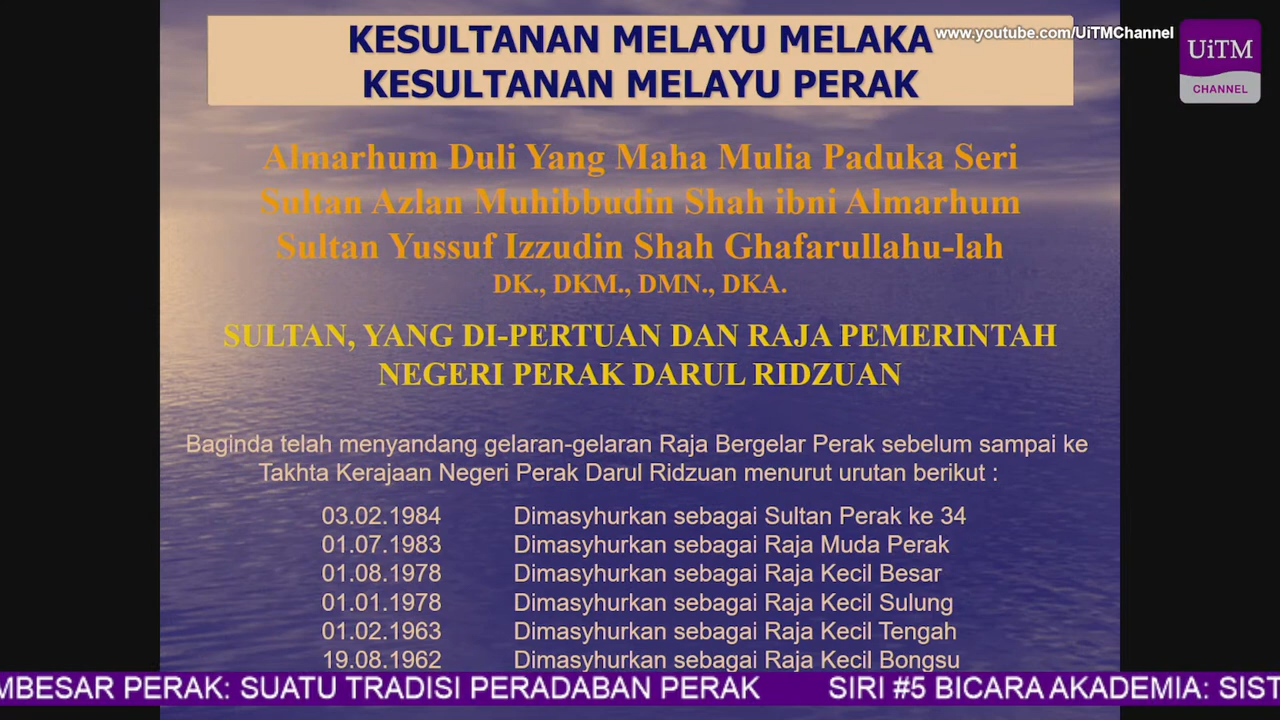 KESULTANAN MELAYU MELAKA
KESULTANAN MELAYU PERAK
www.youtube.com/UiTMChannel
UiTM
CHANNEL
Almarhum Duli Yang Maha Mulia Paduka Seri
Sultan Azlan Muhibbudin Shah ibni Almarhum
Sultan Yussuf Izzudin Shah Ghafarullahu-lah
DK., DKM., DMN., DKA.
SULTAN, YANG DI-PERTUAN DAN RAJA PEMERINTAH
NEGERI PERAK DARUL RIDZUAN
Baginda telah menyandang gelaran-gelaran Raja Bergelar Perak sebelum sampai ke
Takhta Kerajaan Negeri Perak Darul Ridzuan menurut urutan berikut :
03.02.1984 Dimasyhurkan sebagai Sultan Perak ke 34
01.07.1983 Dimasyhurkan sebagai Raja Muda Perak
01.08.1978 Dimasyhurkan sebagai Raja Kecil Besar
01.01.1978 Dimasyhurkan sebagai Raja Kecil Sulung
01.02.1963 Dimasyhurkan sebagai Raja Kecil Tengah
19.08.1962 Dimasyhurkan sebagai Raja Kecil Bongsu
MBESAR PERAK: SUATU TRADISI PERADABAN PERAK SIRI #5 BICARA AKADEMIA: SIST